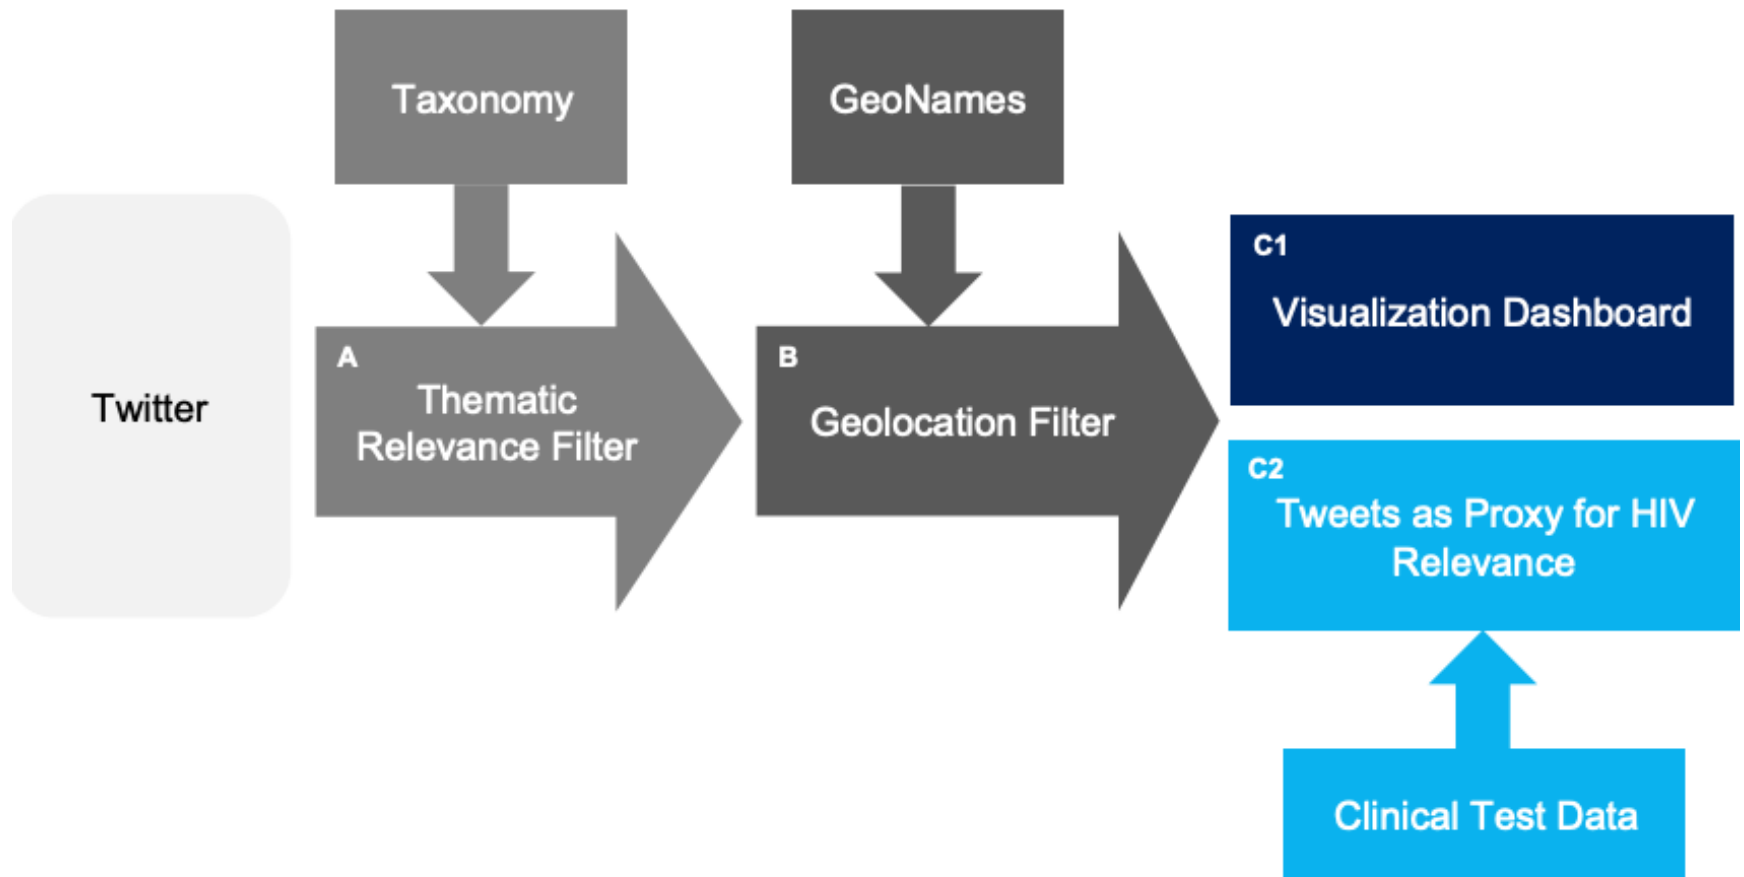 Taxonomy
GeoNames
Twitter
A
Thematic
Relevance Filter
B
Geolocation Filter
C1
Visualization Dashboard
C2
Tweets as Proxy for HIV
Relevance
Clinical Test Data